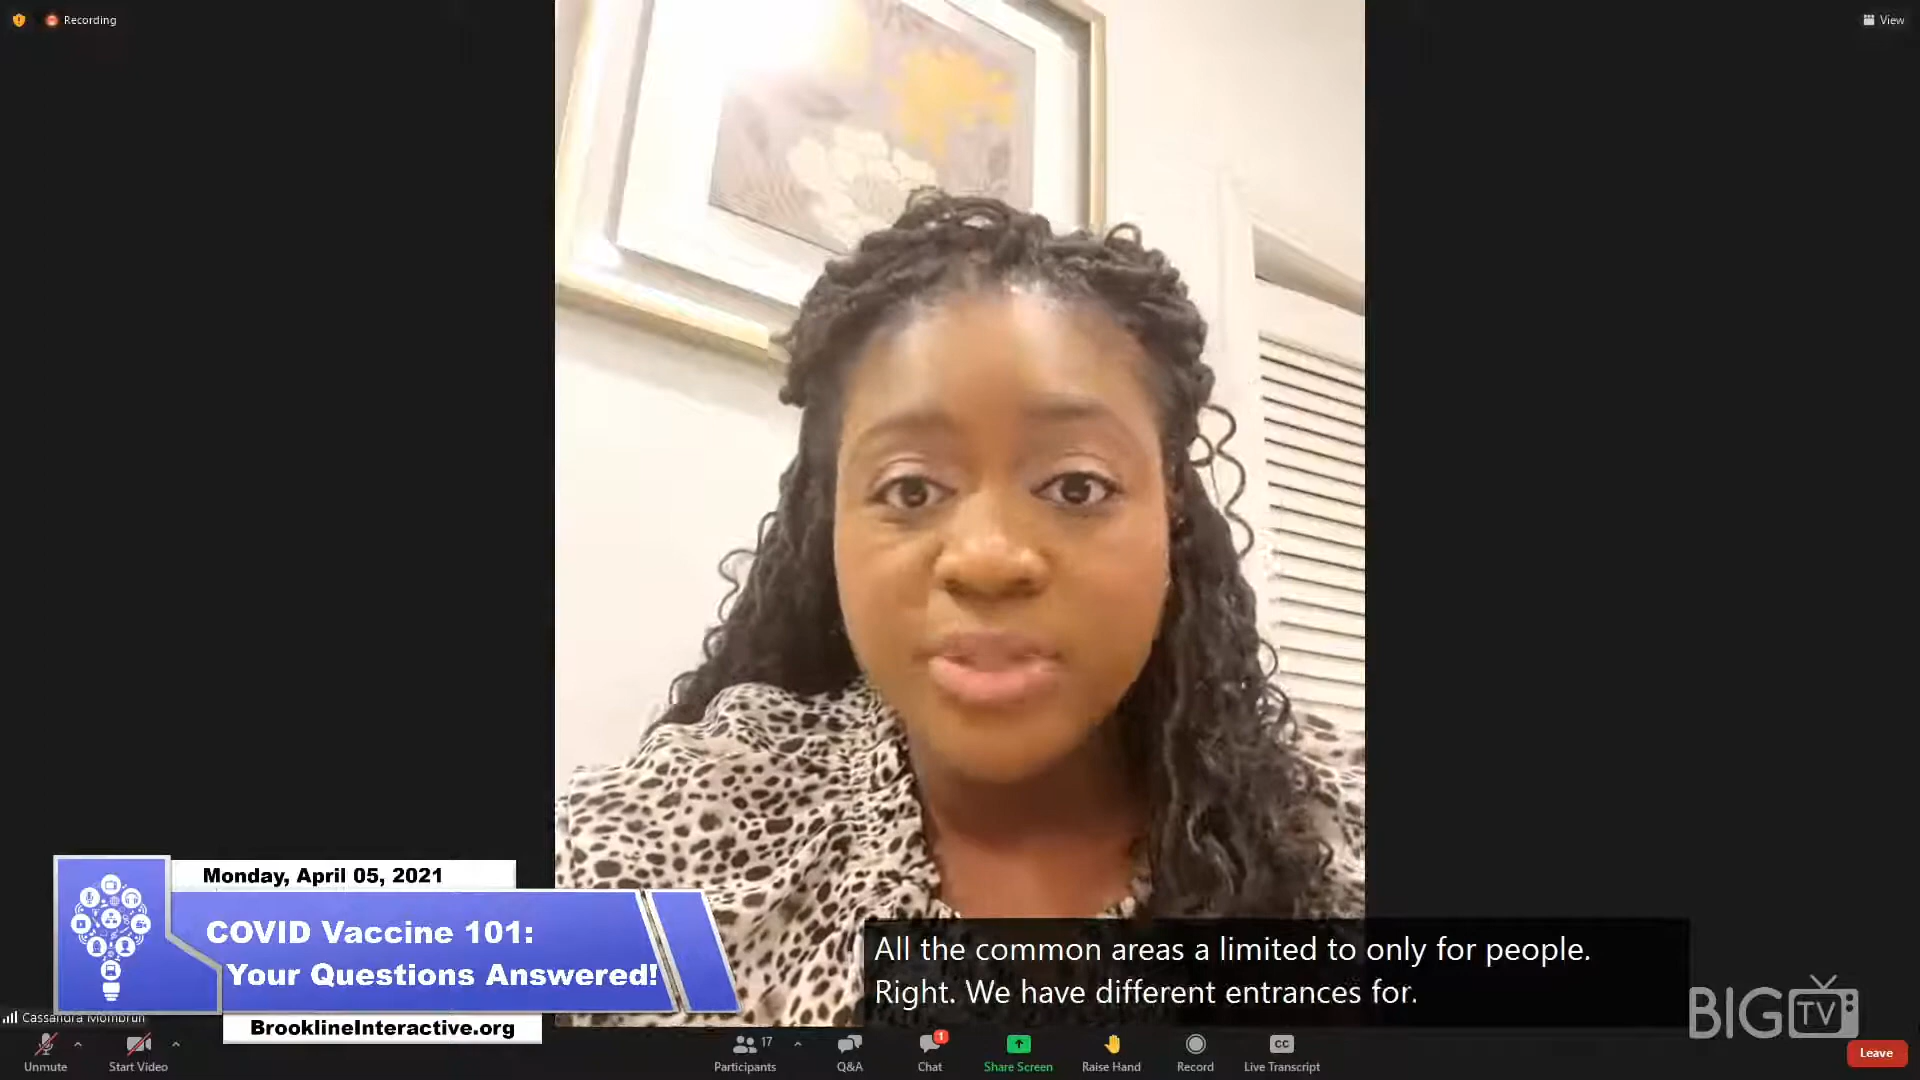 Recording
View
Monday, April 05, 2021
COVID Vaccine 101:
Your Questions Answered!
BrooklineInteractive.org
All the common areas a limited to only for people.
Right. We have different entrances for.
BIG TV
Cassandra Mombrun
Unmute
Start Video
17
Participants
Q&A
1
Chat
Share Screen
Raise Hand
Record
CC
Live Transcript
Leave